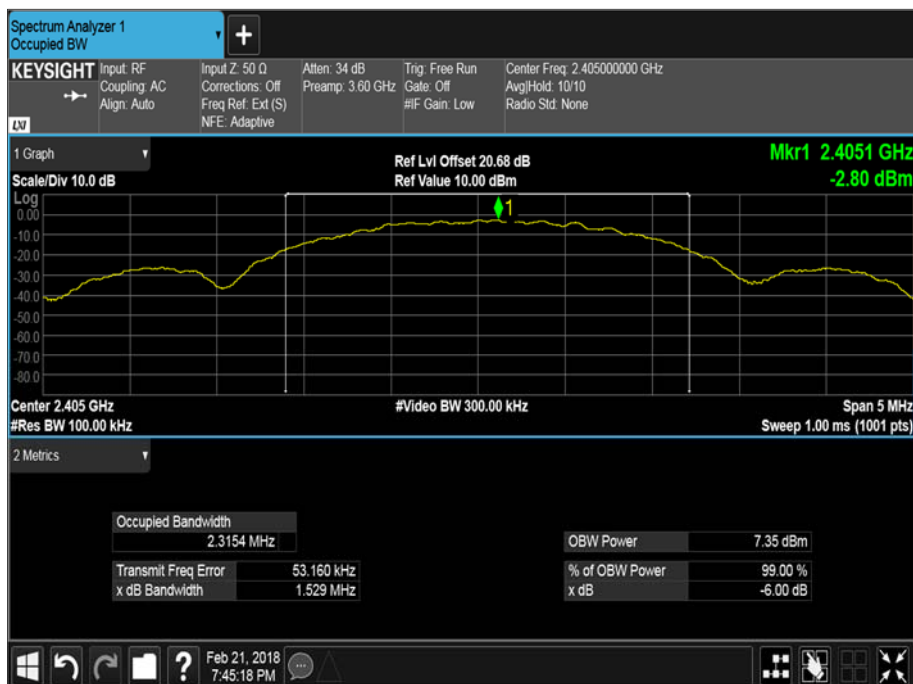 Spectrum Analyzer 1
Occupied BW
+
KEYSIGHT
LXI
Input: RF
Coupling: AC
Align: Auto
Input Z: 50 Ω
Corrections: Off
Freq Ref: Ext (S)
NFE: Adaptive
Atten: 34 dB
Preamp: 3.60 GHz
Trig: Free Run
Gate: Off
#IF Gain: Low
Center Freq: 2.405000000 GHz
Avg|Hold: 10/10
Radio Std: None
1 Graph
Scale/Div 10.0 dB
Ref Lvl Offset 20.68 dB
Ref Value 10.00 dBm
Mkr1 2.4051 GHz
-2.80 dBm
Log
0.00
-10.0
-20.0
-30.0
-40.0
-50.0
-60.0
-70.0
-80.0
1
Center 2.405 GHz
#Res BW 100.00 kHz
#Video BW 300.00 kHz
Span 5 MHz
Sweep 1.00 ms (1001 pts)
2 Metrics
Occupied Bandwidth
2.3154 MHz
Transmit Freq Error 53.160 kHz
x dB Bandwidth 1.529 MHz
OBW Power 7.35 dBm
% of OBW Power 99.00 %
x dB -6.00 dB
?
Feb 21, 2018
7:45:18 PM